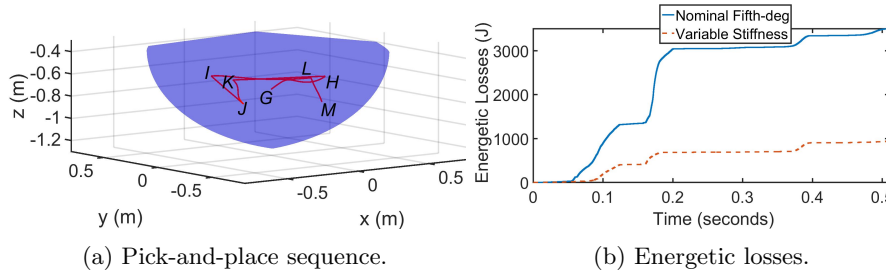 -0.4
-0.6
-0.8
-1
-1.2
z (m)
I
K
L
H
J
G
M
0.5
0
-0.5
y (m)
-0.5
0
0.5
x (m)
(a) Pick-and-place sequence.
Nominal Fifth-deg
Variable Stiffness
Energetic Losses (J)
3000
2000
1000
0
0
0.1
0.2
0.3
0.4
0.5
Time (seconds)
(b) Energetic losses.